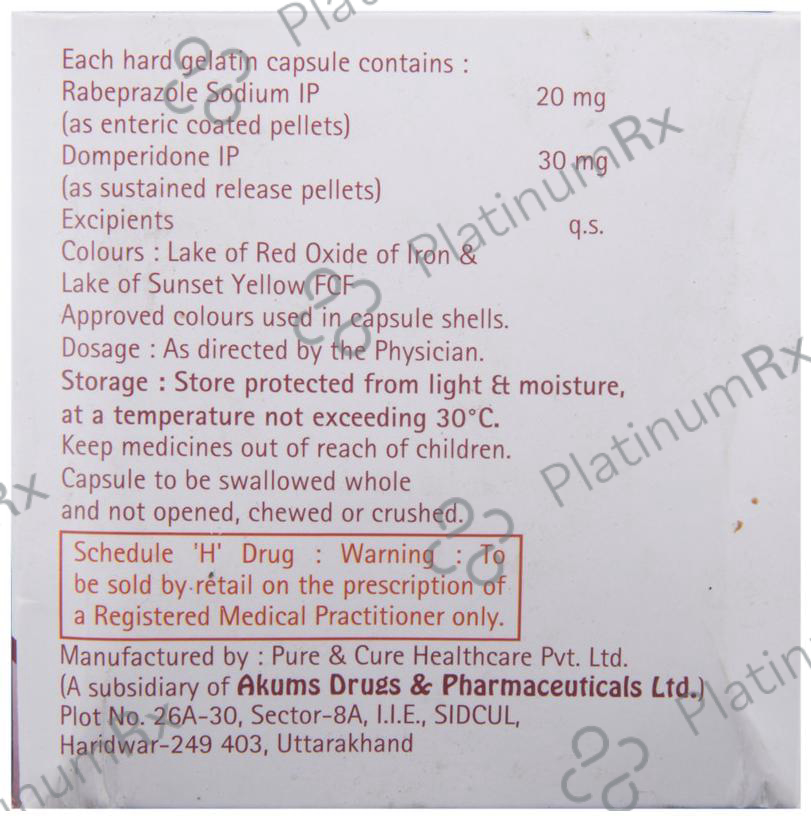 Each hard gelatin capsule contains :
Rabeprazole Sodium IP 20 mg
(as enteric coated pellets)
Domperidone IP 30 mg
(as sustained release pellets)
Excipients q.s.
Colours : Lake of Red Oxide of Iron &
Lake of Sunset Yellow FCF
Approved colours used in capsule shells.
Dosage : As directed by the Physician.
Storage : Store protected from light & moisture,
at a temperature not exceeding 30°C.
Keep medicines out of reach of children.
Capsule to be swallowed whole
and not opened, chewed or crushed.
Schedule 'H' Drug : Warning : To
be sold by retail on the prescription of
a Registered Medical Practitioner only.
Manufactured by : Pure & Cure Healthcare Pvt. Ltd.
(A subsidiary of Akums Drugs & Pharmaceuticals Ltd.)
Plot No. 26A-30, Sector-8A, I.I.E., SIDCUL,
Haridwar-249 403, Uttarakhand
PlatinumRx
PlatinumRx